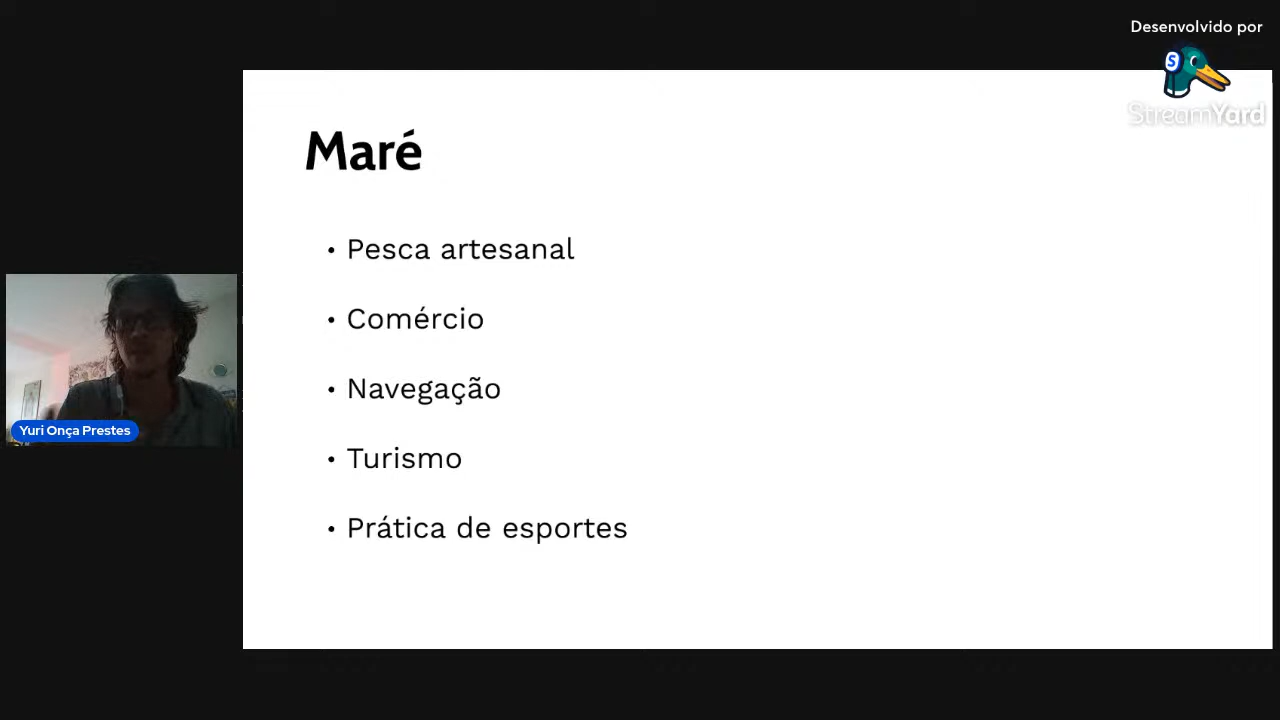 Desenvolvido por
S
StreamYard
Maré
• Pesca artesanal
• Comércio
• Navegação
• Turismo
• Prática de esportes
Yuri Onça Prestes